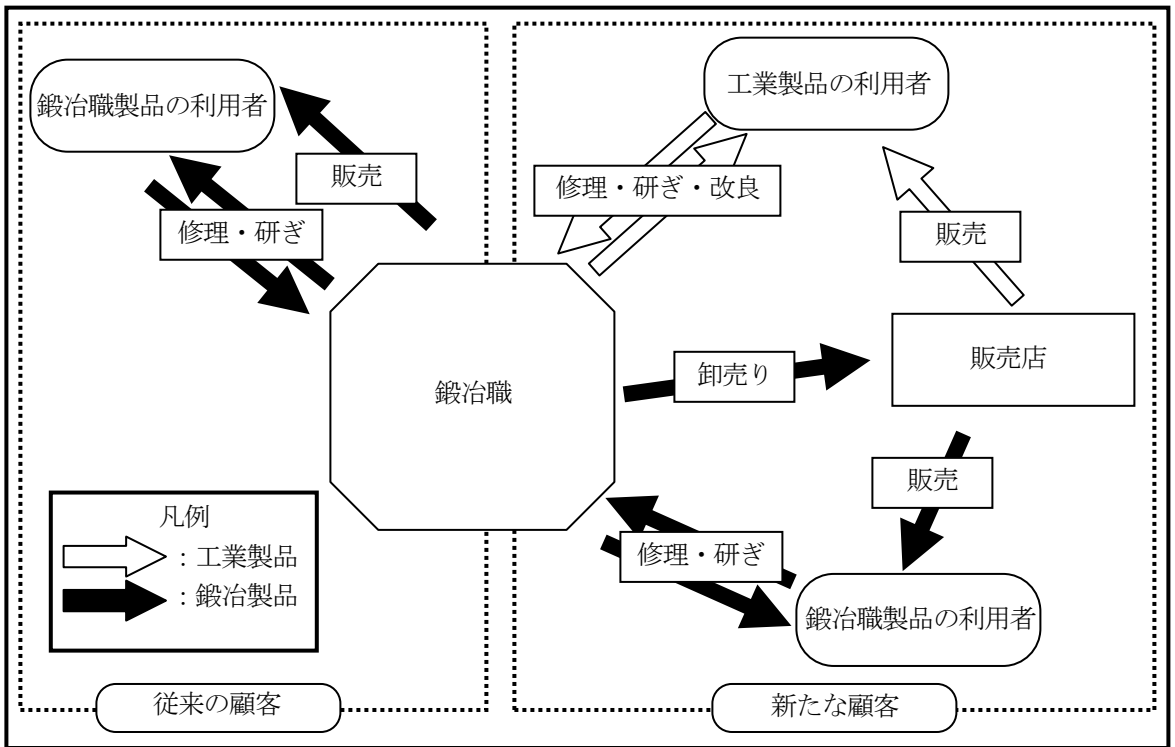 鍛冶職製品の利用者
販売
修理・研ぎ
工業製品の利用者
修理・研ぎ・改良
販売
鍛冶職
卸売り
販売店
販売
修理・研ぎ
鍛冶職製品の利用者
凡例
：工業製品
：鍛冶製品
従来の顧客
新たな顧客